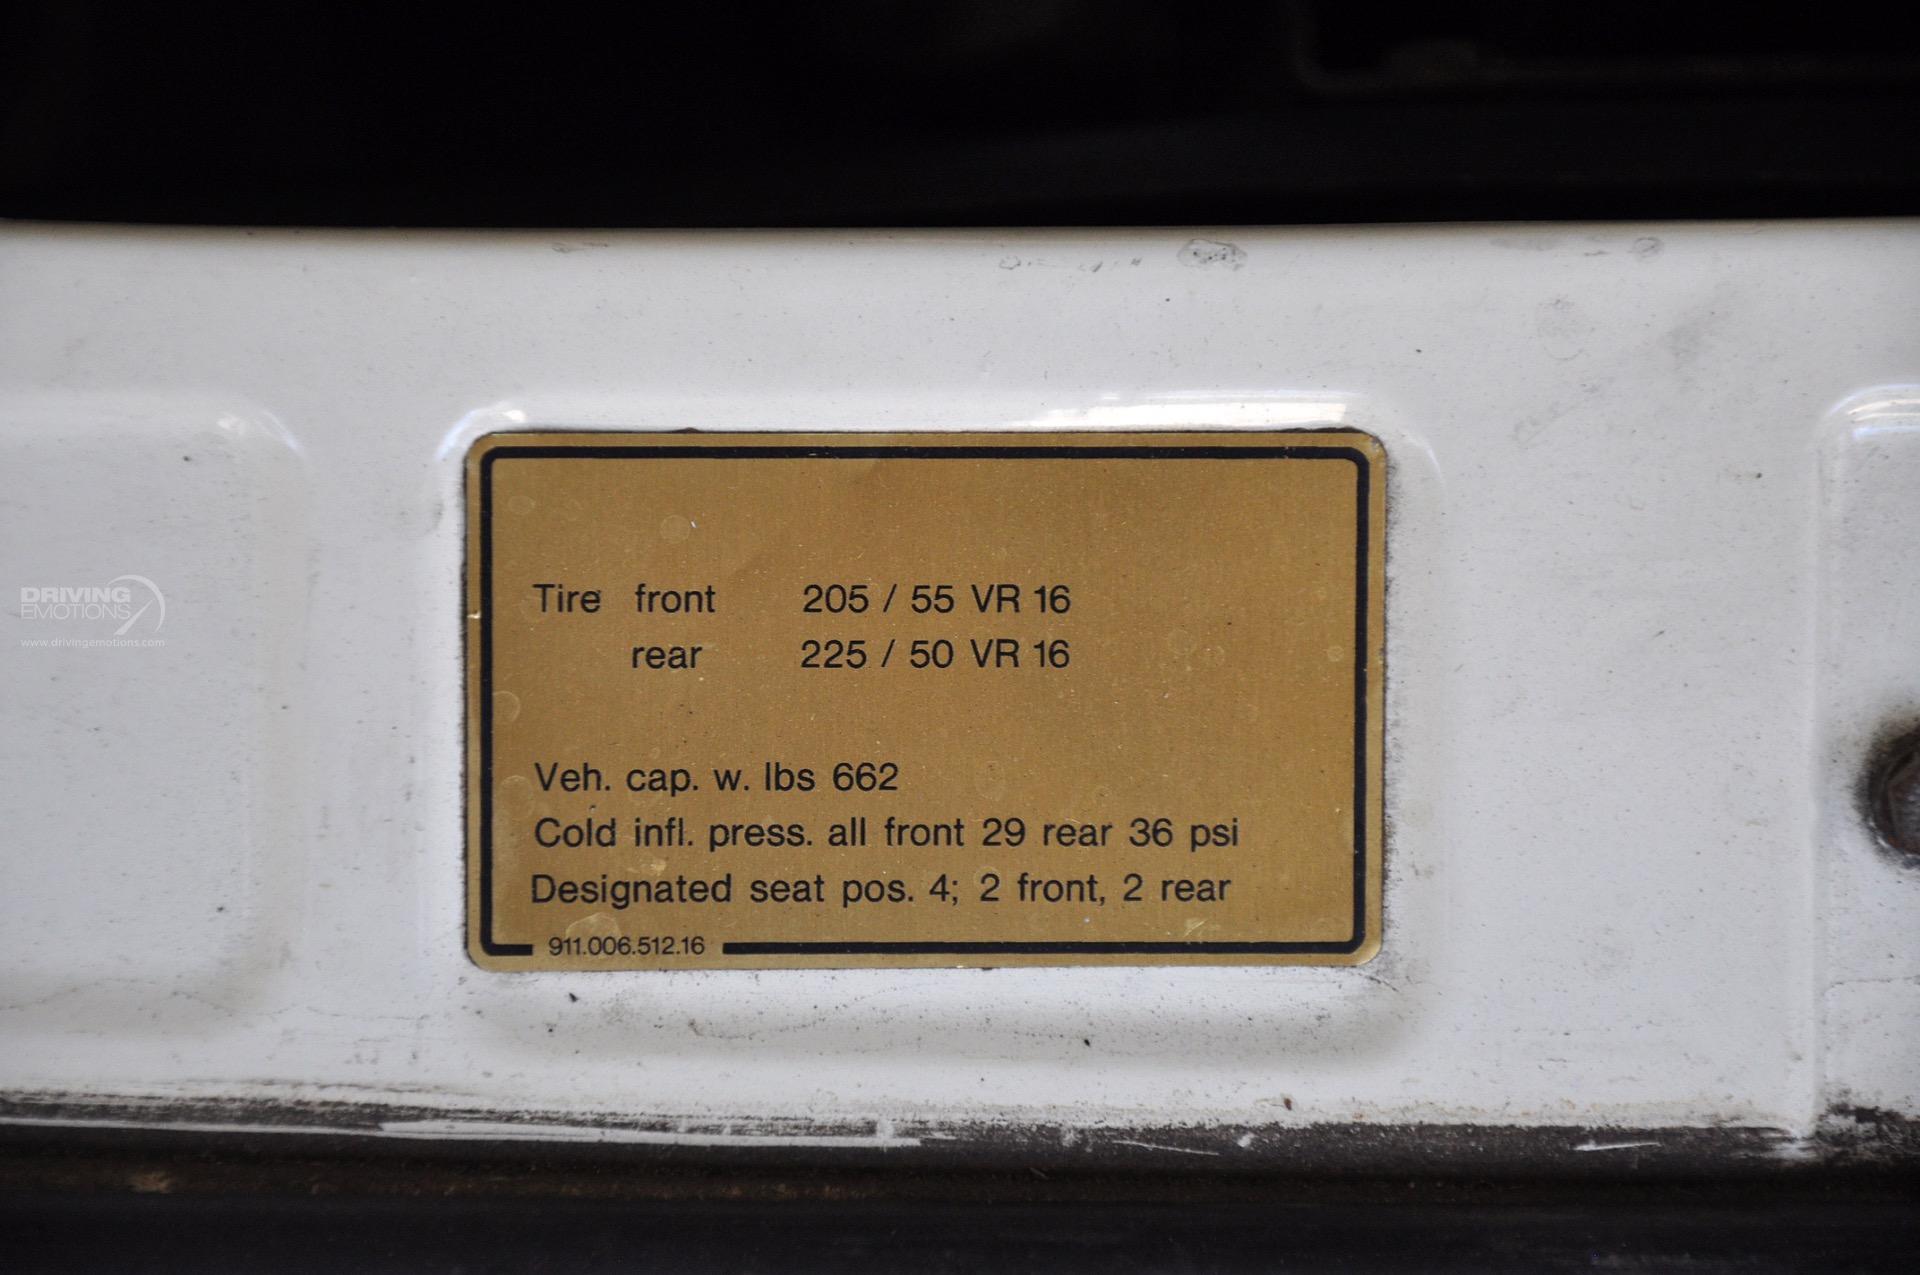 DRIVING
EMOTIONS
www.drivingemotions.com
Tire front 205 / 55 VR 16
rear 225 / 50 VR 16
Veh. cap. w. lbs 662
Cold infl. press. all front 29 rear 36 psi
Designated seat pos. 4; 2 front, 2 rear
911.006.512.16